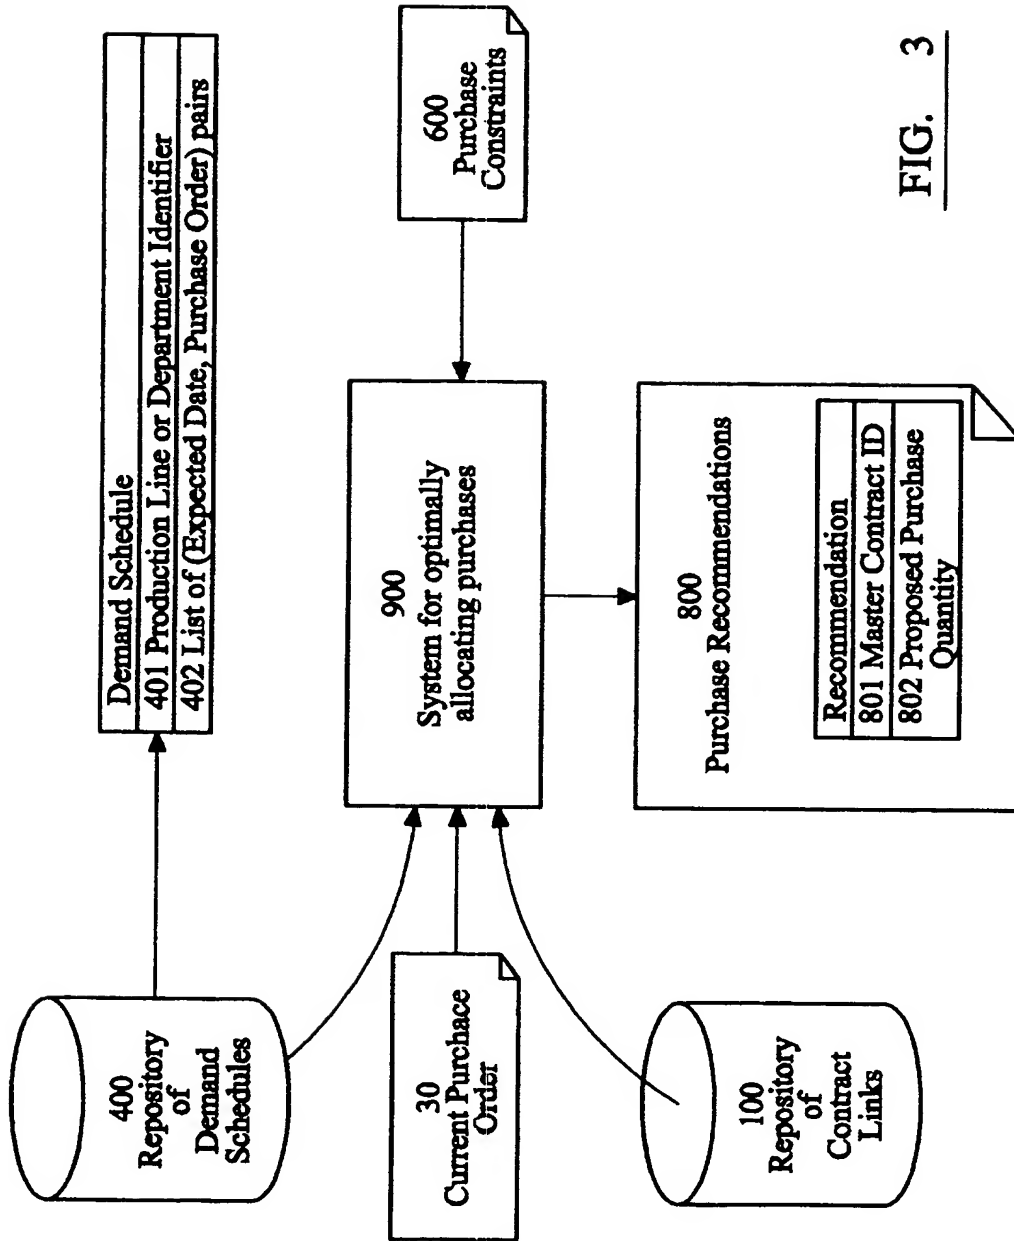 400
Repository
of
Demand
Schedules
Demand Schedule
401 Production Line or Department Identifier
402 List of (Expected Date, Purchase Order) pairs
30
Current Purchace
Order
900
System for optimally
allocating purchases
600
Purchase
Constraints
100
Repository
of
Contract
Links
800
Purchase Recommendations
Recommendation
801 Master Contract ID
802 Proposed Purchase
Quantity
FIG. 3